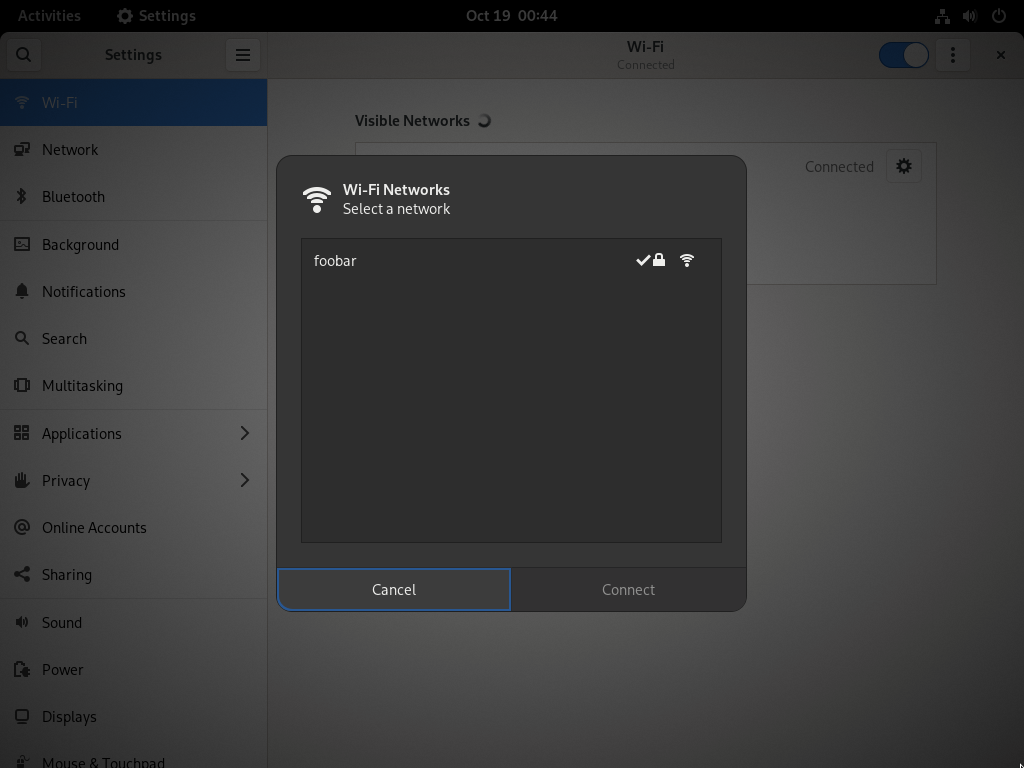 Activities
Settings
Oct 19 00:44
Settings
Wi-Fi
Connected
Wi-Fi
Network
Bluetooth
Background
Notifications
Search
Multitasking
Applications
Privacy
Online Accounts
Sharing
Sound
Power
Displays
Mouse & Touchpad
Visible Networks
Connected
Wi-Fi Networks
Select a network
foobar
Cancel
Connect